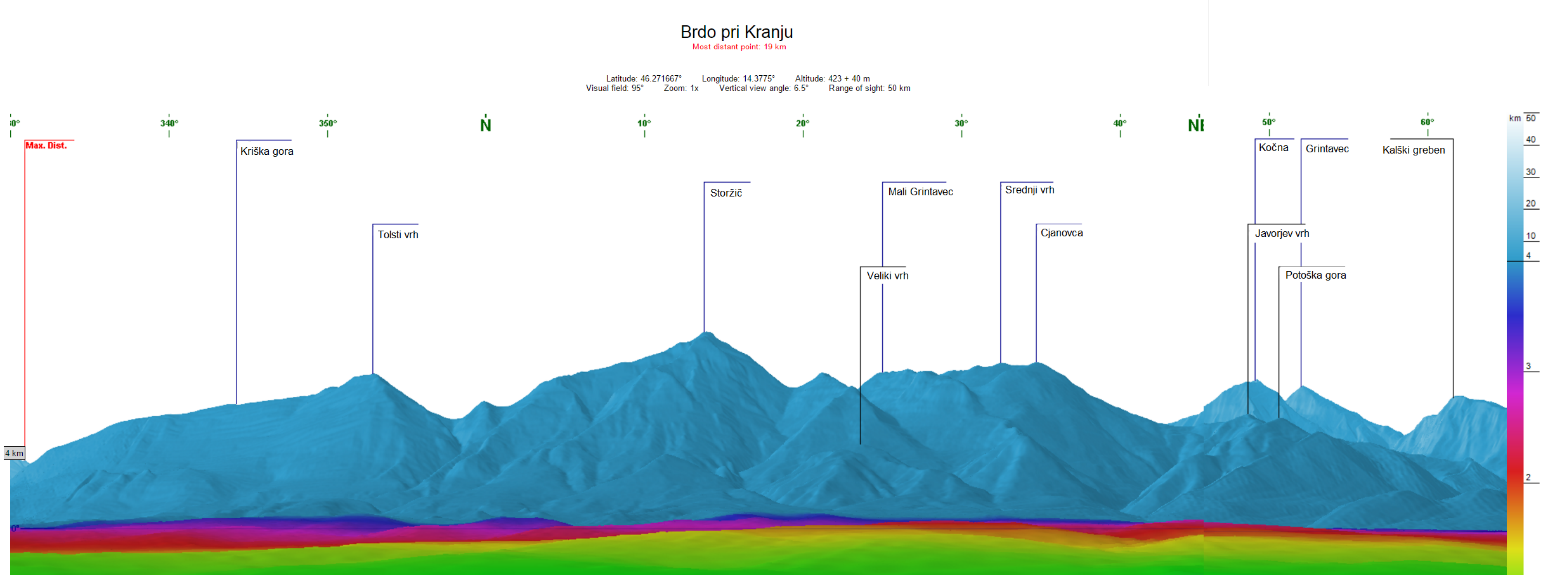 Brdo pri Kranju
Most distant point: 19 km
Latitude: 46.271667° Longitude: 14.3775° Altitude: 423 + 40 m
Visual field: 95° Zoom: 1x Vertical view angle: 6.5° Range of sight: 50 km
340° 350° N 10° 20° 30° 40° NE 50° 60°
km 50
40
30
20
10
4
3
2
Max. Dist.
Kriška gora
Kočna
Grintavec
Kalški greben
Storžič
Mali Grintavec
Srednji vrh
Tolsti vrh
Cjanovca
Javorjev vrh
Veliki vrh
Potoška gora
4 km